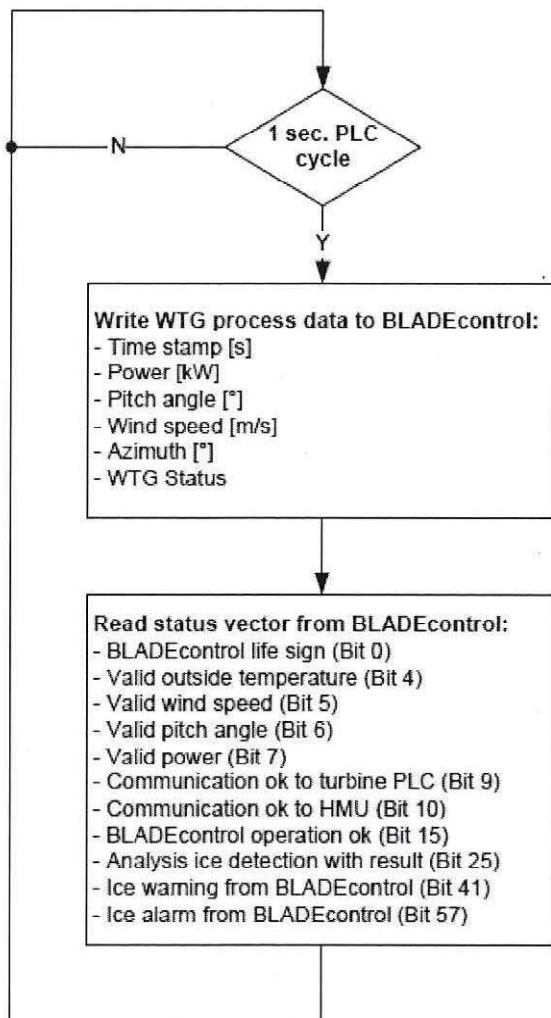 1 sec. PLC
cycle
N
Y
Write WTG process data to BLADEcontrol:
- Time stamp [s]
- Power [kW]
- Pitch angle [°]
- Wind speed [m/s]
- Azimuth [°]
- WTG Status
Read status vector from BLADEcontrol:
- BLADEcontrol life sign (Bit 0)
- Valid outside temperature (Bit 4)
- Valid wind speed (Bit 5)
- Valid pitch angle (Bit 6)
- Valid power (Bit 7)
- Communication ok to turbine PLC (Bit 9)
- Communication ok to HMU (Bit 10)
- BLADEcontrol operation ok (Bit 15)
- Analysis ice detection with result (Bit 25)
- Ice warning from BLADEcontrol (Bit 41)
- Ice alarm from BLADEcontrol (Bit 57)